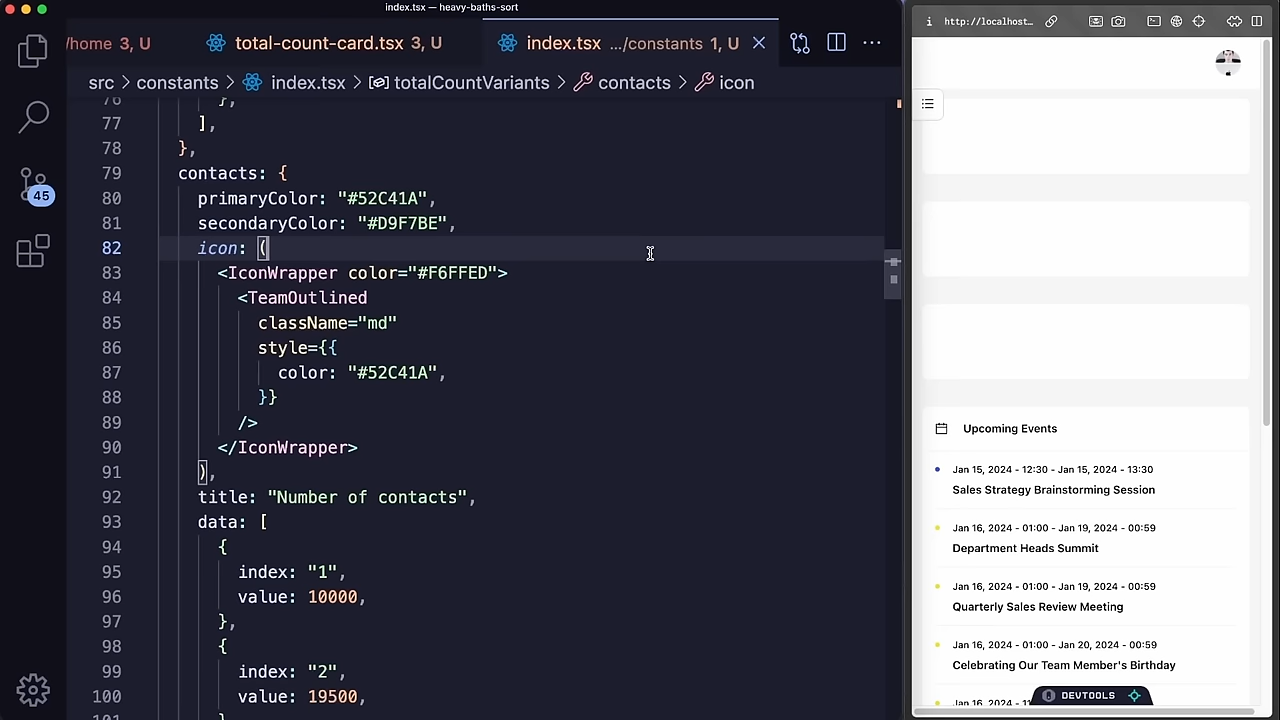 index.tsx — heavy-baths-sort
/home 3, U
total-count-card.tsx 3, U
index.tsx .../constants 1, U
src > constants > index.tsx > totalCountVariants > contacts > icon
76 },
77 ],
78 },
79 contacts: {
80 primaryColor: "#52C41A",
81 secondaryColor: "#D9F7BE",
82 icon: (
83 <IconWrapper color="#F6FFED">
84 <TeamOutlined
85 className="md"
86 style={{
87 color: "#52C41A",
88 }}
89 />
90 </IconWrapper>
91 ),
92 title: "Number of contacts",
93 data: [
94 {
95 index: "1",
96 value: 10000,
97 },
98 {
99 index: "2",
100 value: 19500,
101
45
http://localhost...
Upcoming Events
Jan 15, 2024 - 12:30 - Jan 15, 2024 - 13:30
Sales Strategy Brainstorming Session
Jan 16, 2024 - 01:00 - Jan 19, 2024 - 00:59
Department Heads Summit
Jan 16, 2024 - 01:00 - Jan 19, 2024 - 00:59
Quarterly Sales Review Meeting
Jan 16, 2024 - 01:00 - Jan 20, 2024 - 00:59
Celebrating Our Team Member's Birthday
Jan 16, 2024 - 
DEVTOOLS